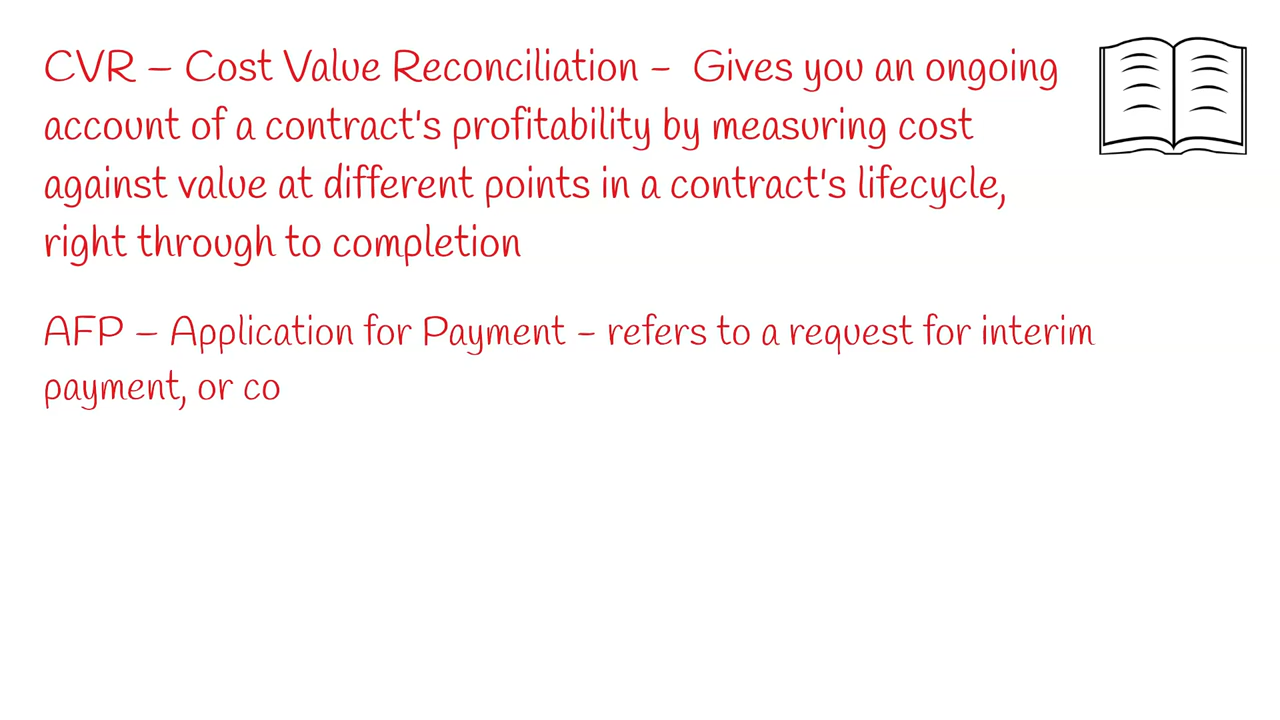 CVR – Cost Value Reconciliation – Gives you an ongoing
account of a contract's profitability by measuring cost
against value at different points in a contract's lifecycle,
right through to completion
AFP – Application for Payment – refers to a request for interim
payment, or co